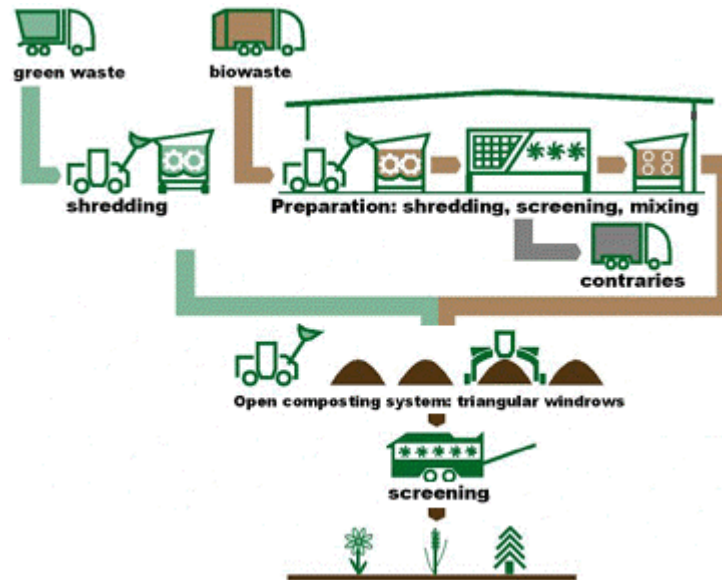 green waste
biowaste
shredding
Preparation: shredding, screening, mixing
contraries
Open composting system: triangular windrows
screening